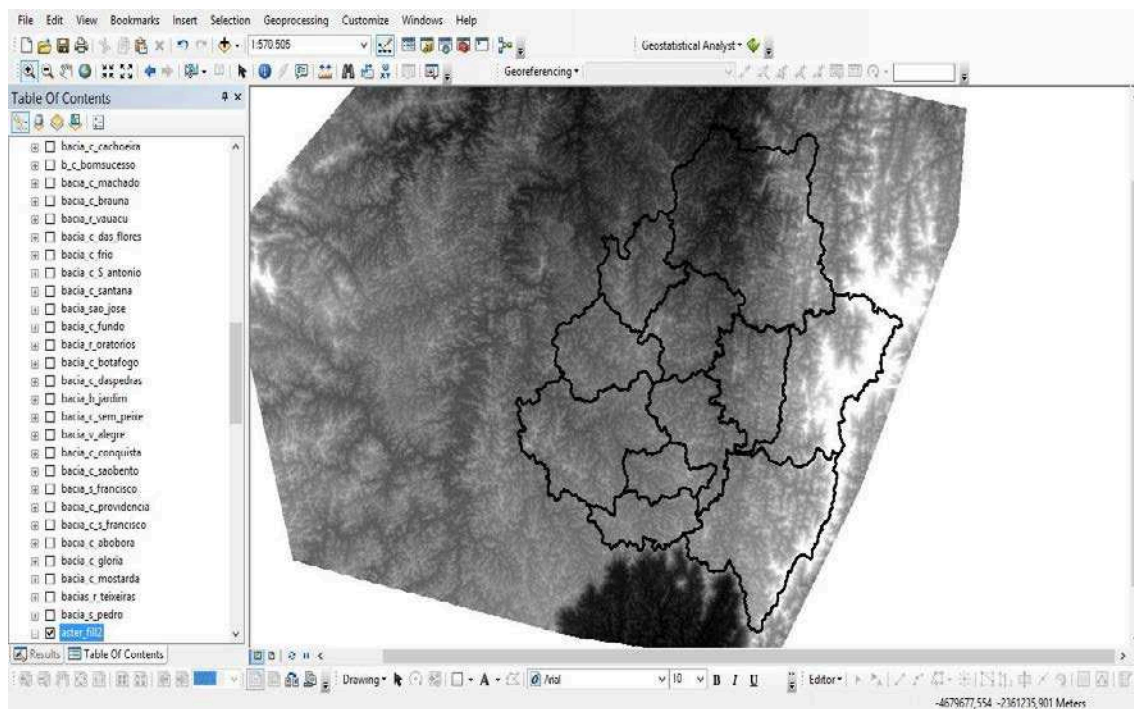 File Edit View Bookmarks Insert Selection Geoprocessing Customize Windows Help
1:570.505
Geostatistical Analyst
Georeferencing
Table Of Contents
bacia_c_cachoeira
b_c_bomsucesso
bacia_c_machado
bacia_c_brauna
bacia_r_vauacu
bacia_c_das_flores
bacia_c_frio
bacia_c_S_antonio
bacia_c_santana
bacia_sao_jose
bacia_c_fundo
bacia_r_oratorios
bacia_c_botafogo
bacia_c_daspedras
bacia_b_jardim
bacia_c_sem_peixe
bacia_v_alegre
bacia_c_conquista
bacia_c_saobento
bacia_s_francisco
bacia_c_providencia
bacia_c_s_francisco
bacia_c_abobora
bacia_c_gloria
bacia_c_mostarda
bacias_r_teixeiras
bacia_s_pedro
aster_fill2
Results Table Of Contents
Drawing A Arial 10 B I U A Editor
-4679677,554 -2361235,901 Meters